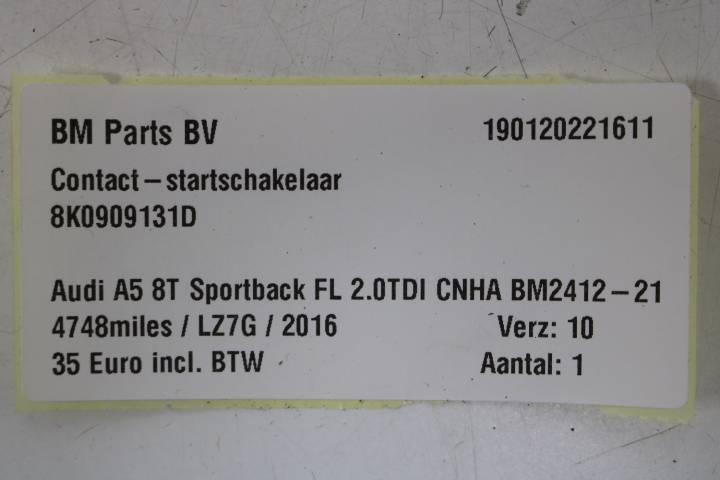 BM Parts BV 190120221611
Contact – startschakelaar
8K0909131D
Audi A5 8T Sportback FL 2.0TDI CNHA BM2412 – 21
4748miles / LZ7G / 2016 Verz: 10
35 Euro incl. BTW Aantal: 1